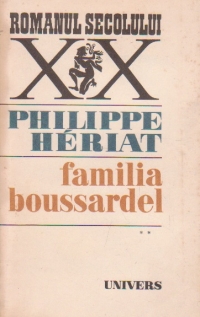 ROMANUL SECOLULUI
XX
PHILIPPE
HÉRIAT
familia
boussardel
**
UNIVERS